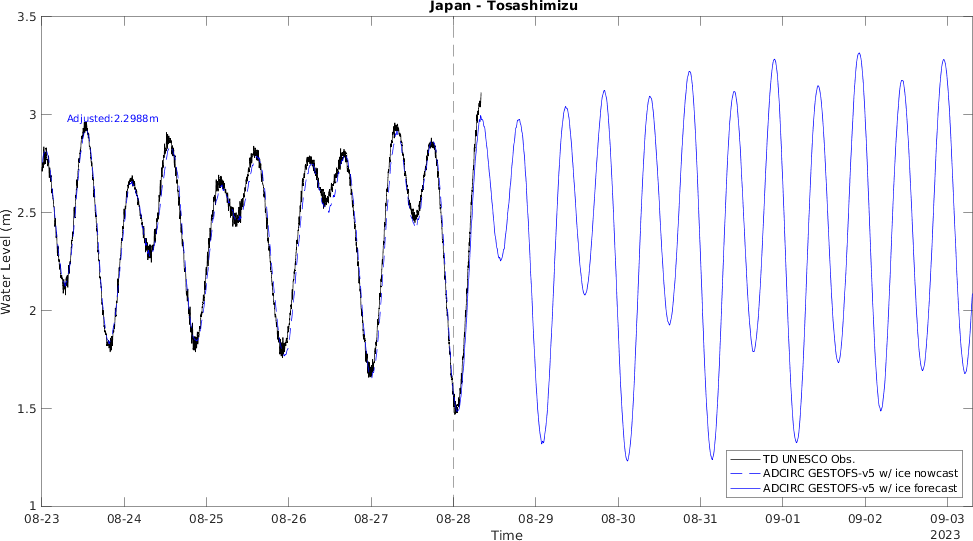 Japan - Tosashimizu
3.5
3
2.5
2
1.5
1
Water Level (m)
Adjusted:2.2988m
TD UNESCO Obs.
ADCIRC GESTOFS-v5 w/ ice nowcast
ADCIRC GESTOFS-v5 w/ ice forecast
08-23 08-24 08-25 08-26 08-27 08-28 08-29 08-30 08-31 09-01 09-02 09-03
2023
Time